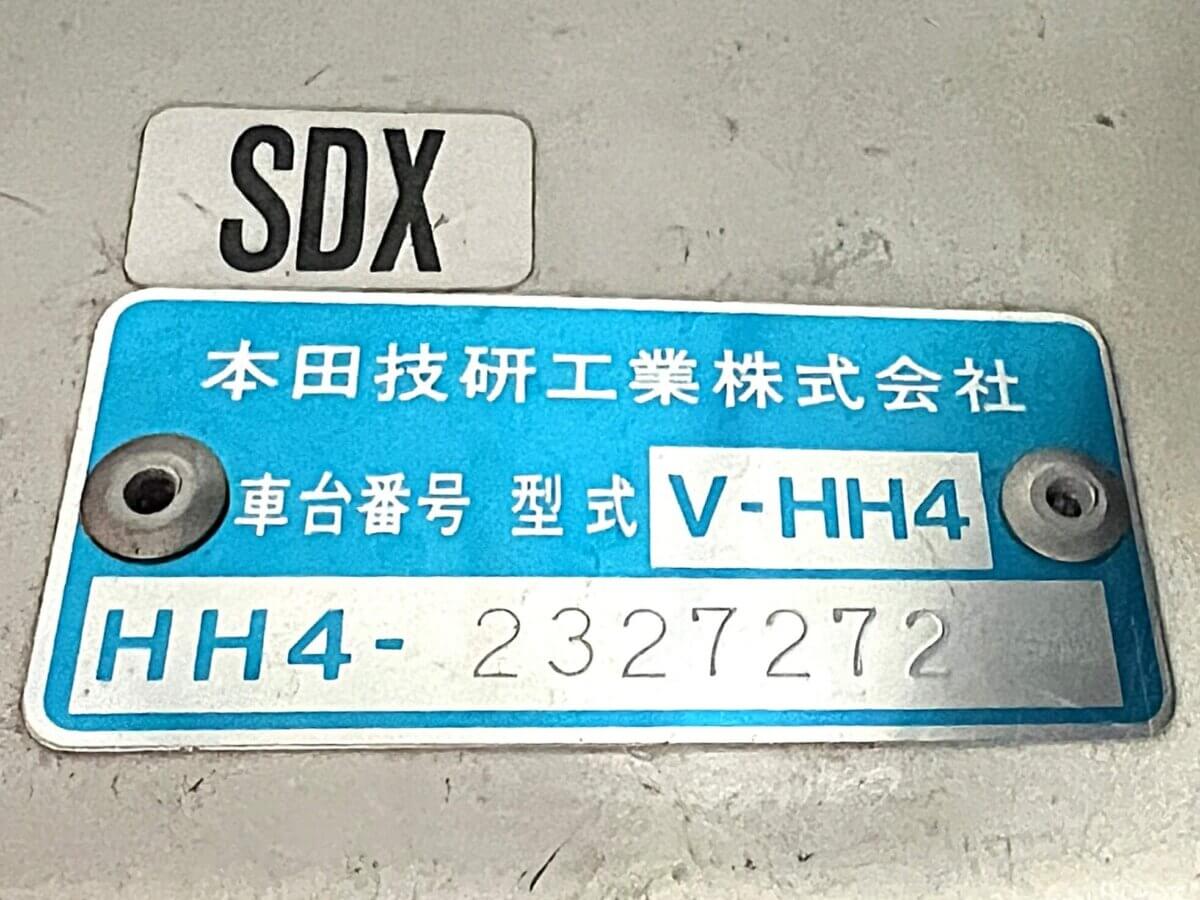 SDX
本田技研工業株式会社
車台番号 型式 V-HH4
HH4- 2327272